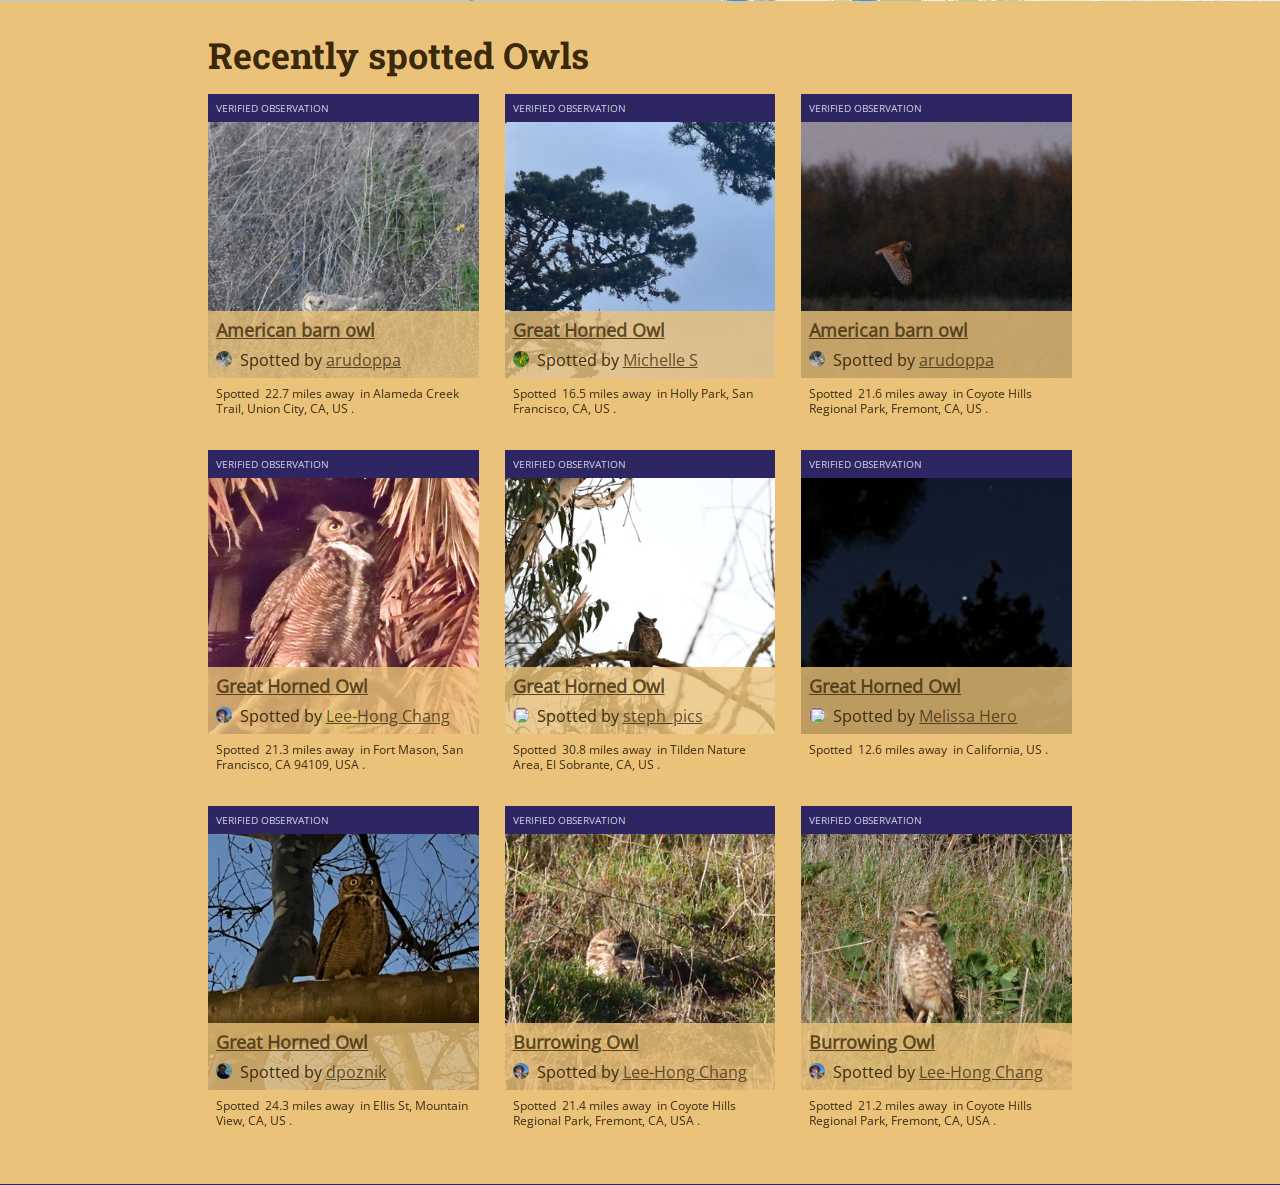 Recently spotted Owls
VERIFIED OBSERVATION
American barn owl
Spotted by arudoppa
Spotted 22.7 miles away in Alameda Creek
Trail, Union City, CA, US .
VERIFIED OBSERVATION
Great Horned Owl
Spotted by Michelle S
Spotted 16.5 miles away in Holly Park, San
Francisco, CA, US .
VERIFIED OBSERVATION
American barn owl
Spotted by arudoppa
Spotted 21.6 miles away in Coyote Hills
Regional Park, Fremont, CA, US .
VERIFIED OBSERVATION
Great Horned Owl
Spotted by Lee-Hong Chang
Spotted 21.3 miles away in Fort Mason, San
Francisco, CA 94109, USA .
VERIFIED OBSERVATION
Great Horned Owl
Spotted by steph_pics
Spotted 30.8 miles away in Tilden Nature
Area, El Sobrante, CA, US .
VERIFIED OBSERVATION
Great Horned Owl
Spotted by Melissa Hero
Spotted 12.6 miles away in California, US .
VERIFIED OBSERVATION
Great Horned Owl
Spotted by dpoznik
Spotted 24.3 miles away in Ellis St, Mountain
View, CA, US .
VERIFIED OBSERVATION
Burrowing Owl
Spotted by Lee-Hong Chang
Spotted 21.4 miles away in Coyote Hills
Regional Park, Fremont, CA, USA .
VERIFIED OBSERVATION
Burrowing Owl
Spotted by Lee-Hong Chang
Spotted 21.2 miles away in Coyote Hills
Regional Park, Fremont, CA, USA .